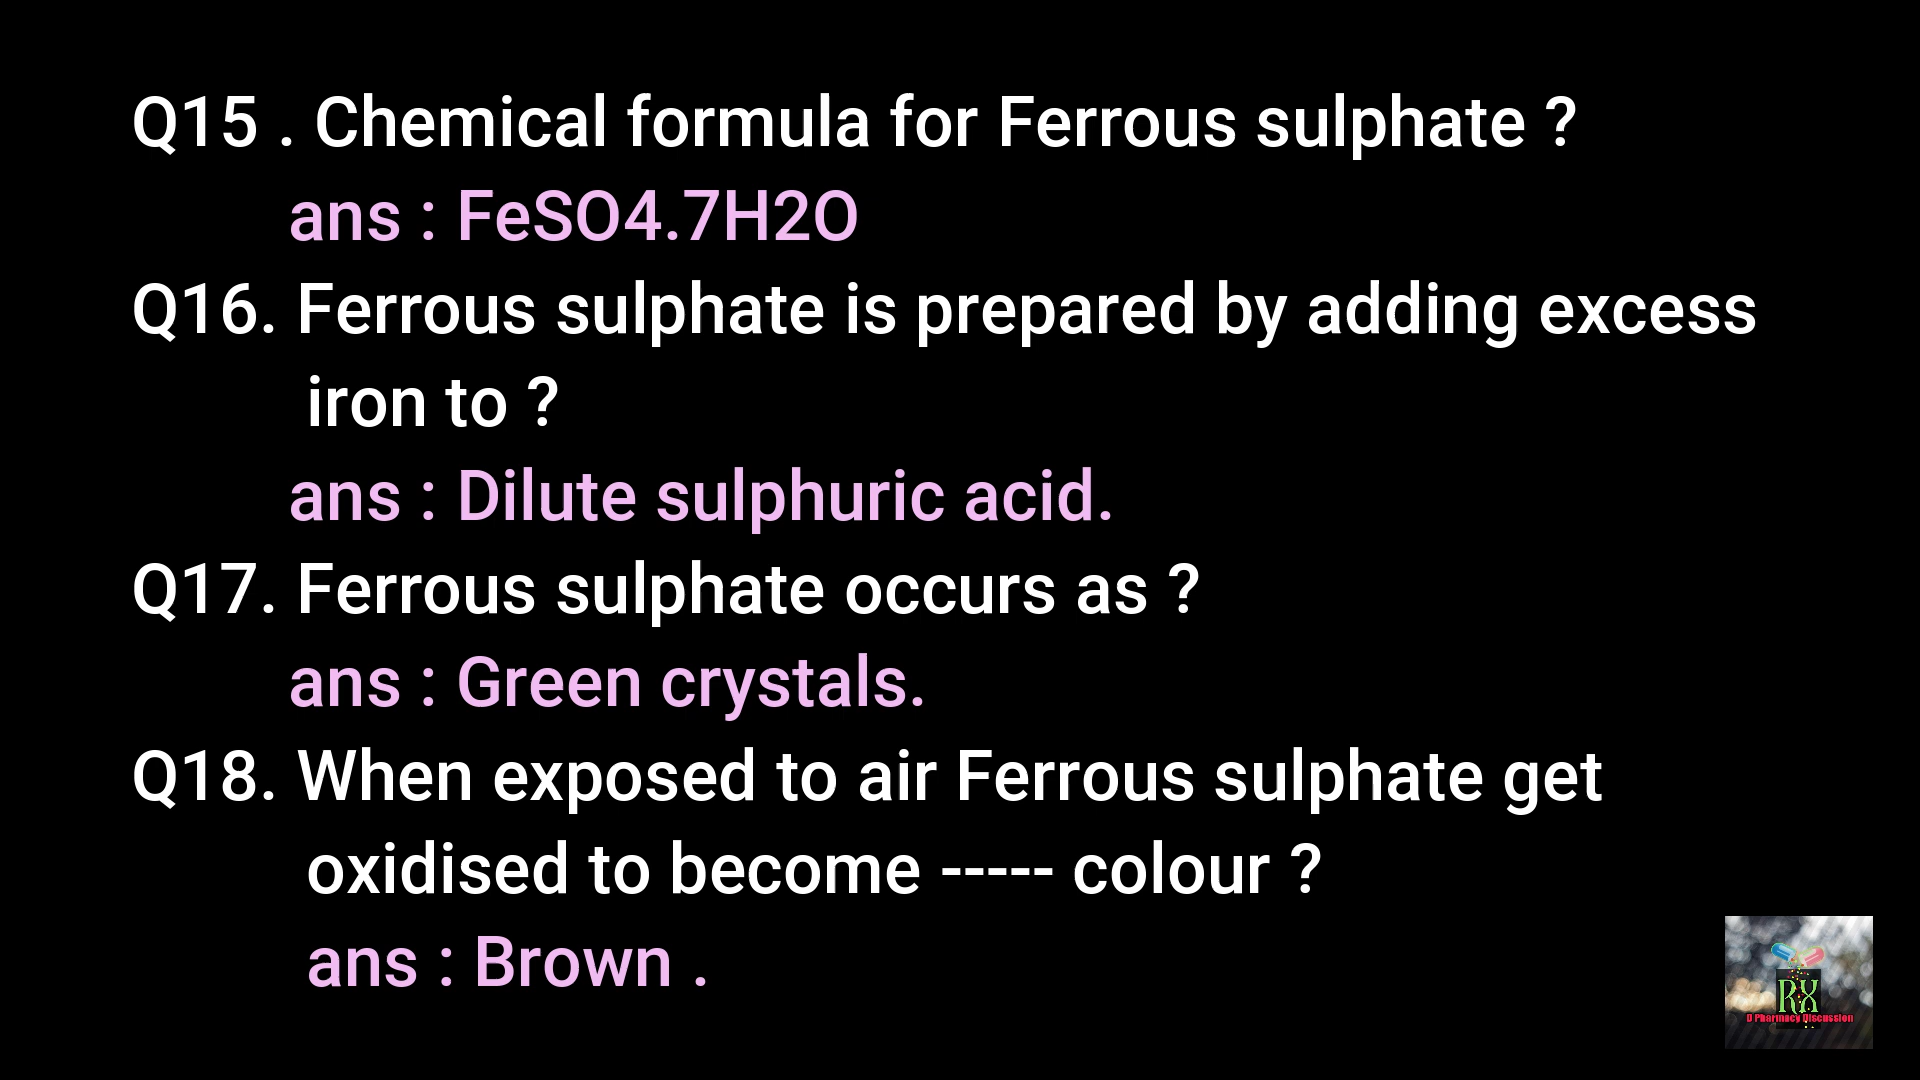 Q15 . Chemical formula for Ferrous sulphate ?
ans : FeSO4.7H2O
Q16. Ferrous sulphate is prepared by adding excess
iron to ?
ans : Dilute sulphuric acid.
Q17. Ferrous sulphate occurs as ?
ans : Green crystals.
Q18. When exposed to air Ferrous sulphate get
oxidised to become ----- colour ?
ans : Brown .
RX
D Pharmacy Discussion